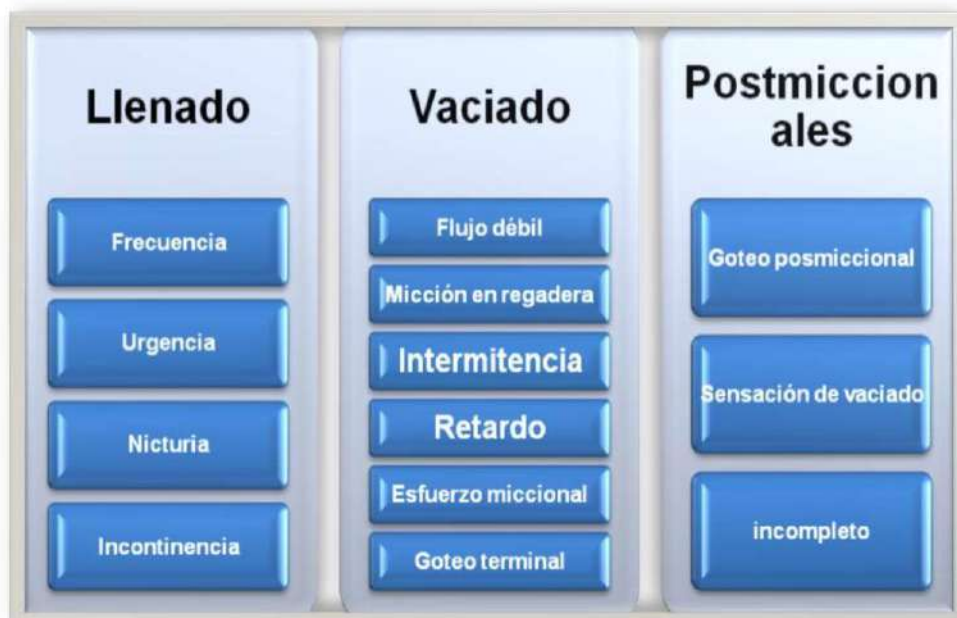 Llenado
Frecuencia
Urgencia
Nicturia
Incontinencia
Vaciado
Flujo débil
Micción en regadera
Intermitencia
Retardo
Esfuerzo miccional
Goteo terminal
Postmiccion
ales
Goteo posmiccional
Sensación de vaciado
incompleto